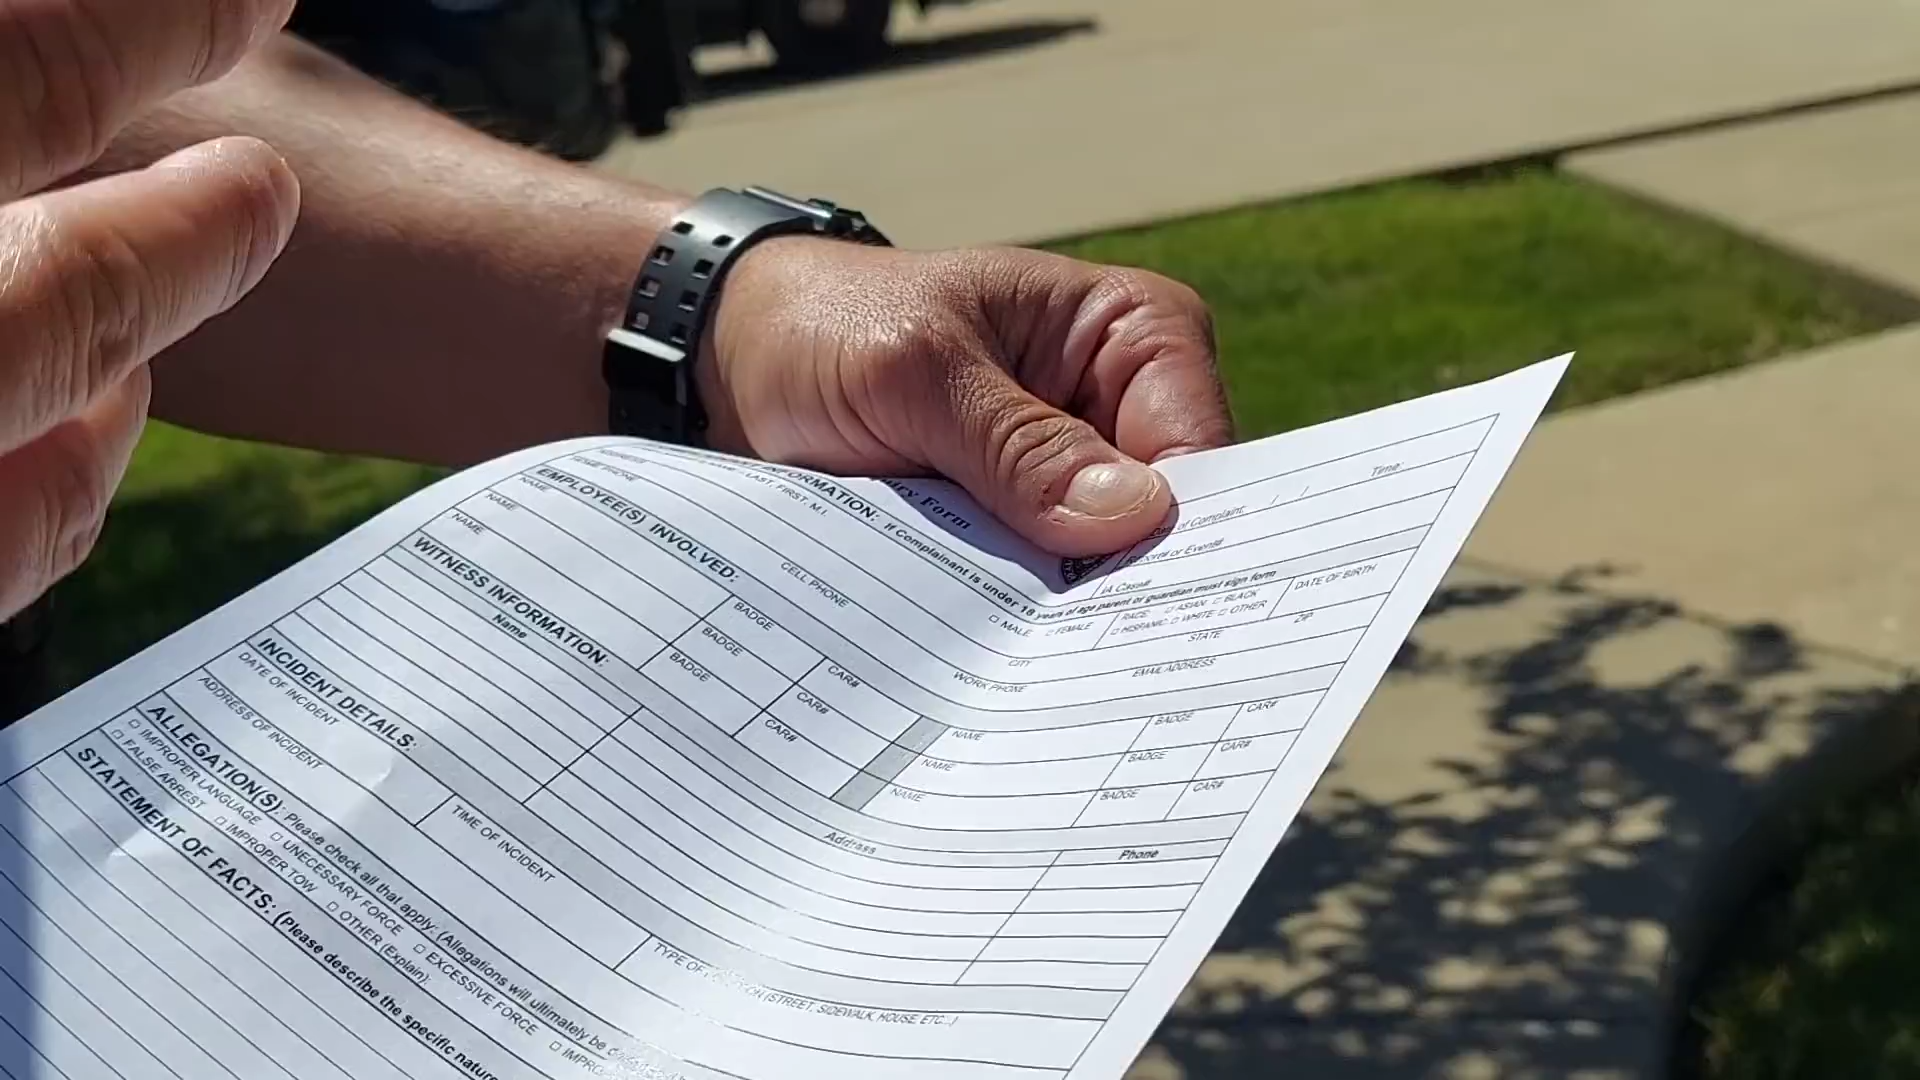 Form
Time:
of Complaint:
/ /
or Event#
IA Case#
INFORMATION: If Complainant is under 18 years of age parent or guardian must sign form
LAST, FIRST, M.I.
□ MALE □ FEMALE
RACE: □ ASIAN □ BLACK
□ HISPANIC □ WHITE □ OTHER
DATE OF BIRTH
ADDRESS
CITY
STATE
ZIP
PHONE
CELL PHONE
WORK PHONE
EMAIL ADDRESS
EMPLOYEE(S) INVOLVED:
NAME BADGE CAR# NAME BADGE CAR#
NAME BADGE CAR# NAME BADGE CAR#
NAME BADGE CAR# NAME BADGE CAR#
WITNESS INFORMATION:
Name Address Phone
INCIDENT DETAILS:
DATE OF INCIDENT TIME OF INCIDENT
ADDRESS OF INCIDENT TYPE OF (STREET, SIDEWALK, HOUSE, ETC...)
ALLEGATION(S): Please check all that apply: (Allegations will ultimately be
□ IMPROPER LANGUAGE □ UNECESSARY FORCE □ EXCESSIVE FORCE □
□ FALSE ARREST □ IMPROPER TOW □ OTHER (Explain):
STATEMENT OF FACTS: (Please describe the specific nature